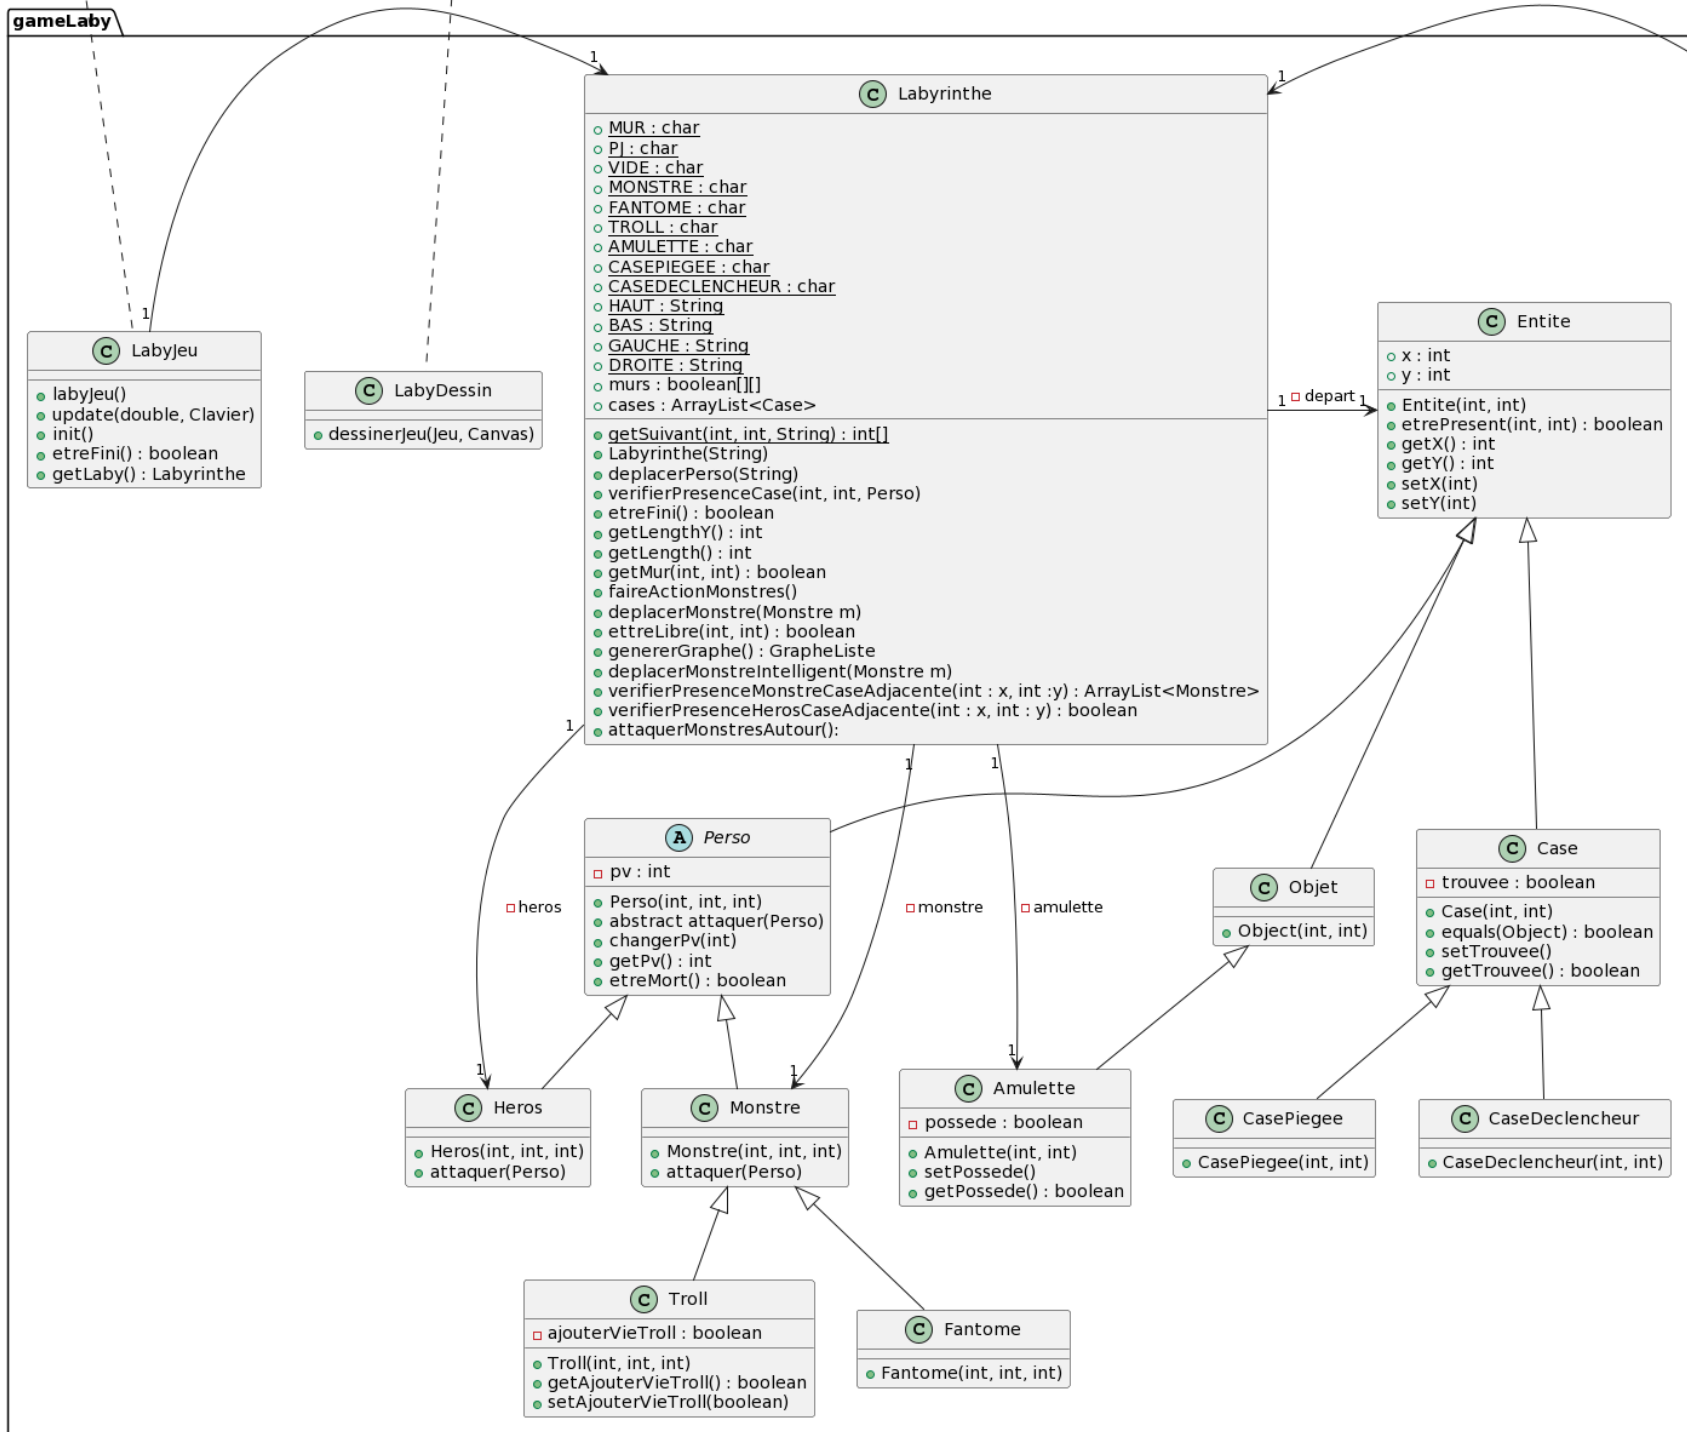 gameLaby
1
1
Labyrinthe
MUR : char
PJ : char
VIDE : char
MONSTRE : char
FANTOME : char
TROLL : char
AMULETTE : char
CASEPIEGEE : char
CASEDECLENCHEUR : char
HAUT : String
BAS : String
GAUCHE : String
DROITE : String
murs : boolean[][]
cases : ArrayList<Case>
getSuivant(int, int, String) : int[]
Labyrinthe(String)
deplacerPerso(String)
verifierPresenceCase(int, int, Perso)
etreFini() : boolean
getLengthY() : int
getLength() : int
getMur(int, int) : boolean
faireActionMonstres()
deplacerMonstre(Monstre m)
ettreLibre(int, int) : boolean
genererGraphe() : GrapheListe
deplacerMonstreIntelligent(Monstre m)
verifierPresenceMonstreCaseAdjacente(int : x, int :y) : ArrayList<Monstre>
verifierPresenceHerosCaseAdjacente(int : x, int : y) : boolean
attaquerMonstresAutour():
1
C LabyJeu
labyJeu()
update(double, Clavier)
init()
etreFini() : boolean
getLaby() : Labyrinthe
C LabyDessin
dessinerJeu(Jeu, Canvas)
C Entite
x : int
y : int
Entite(int, int)
etrePresent(int, int) : boolean
getX() : int
getY() : int
setX(int)
setY(int)
1 depart 1
1
1
1
A Perso
pv : int
Perso(int, int, int)
abstract attaquer(Perso)
changerPv(int)
getPv() : int
etreMort() : boolean
heros
monstre
amulette
C Objet
Object(int, int)
C Case
trouvee : boolean
Case(int, int)
equals(Object) : boolean
setTrouvee()
getTrouvee() : boolean
1
1
1
C Heros
Heros(int, int, int)
attaquer(Perso)
C Monstre
Monstre(int, int, int)
attaquer(Perso)
C Amulette
possede : boolean
Amulette(int, int)
setPossede()
getPossede() : boolean
C CasePiegee
CasePiegee(int, int)
C CaseDeclencheur
CaseDeclencheur(int, int)
C Troll
ajouterVieTroll : boolean
Troll(int, int, int)
getAjouterVieTroll() : boolean
setAjouterVieTroll(boolean)
C Fantome
Fantome(int, int, int)